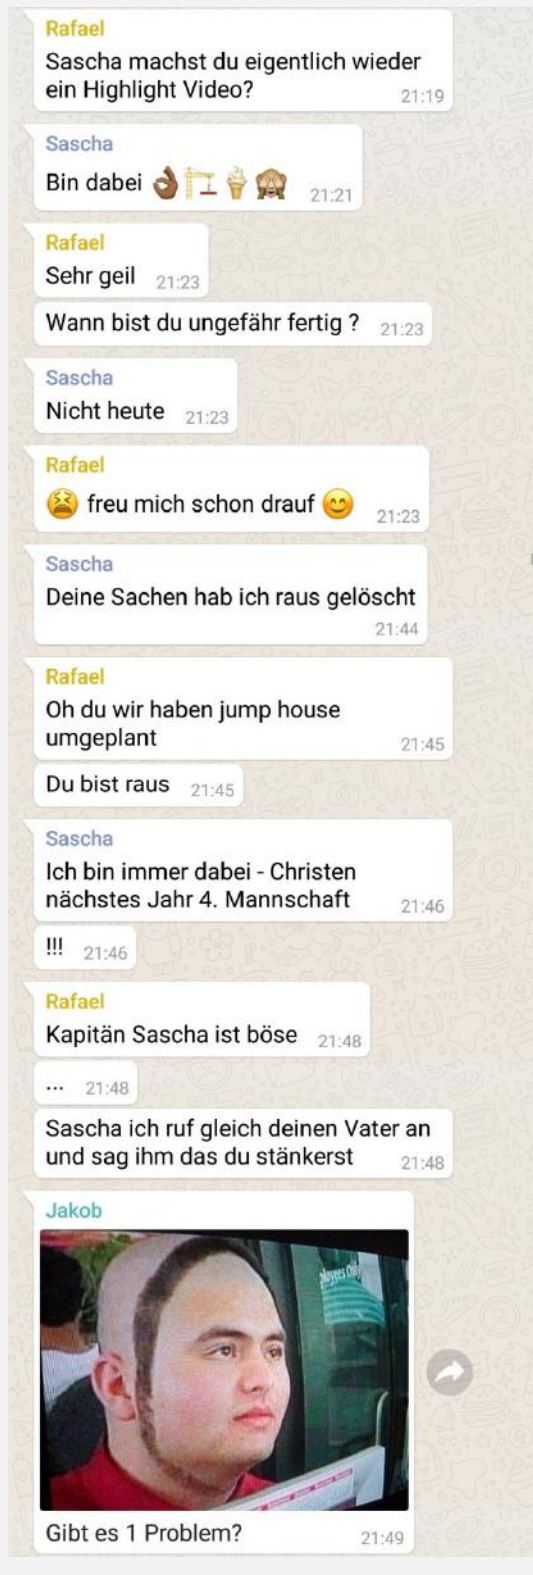 Rafael
Sascha machst du eigentlich wieder
ein Highlight Video?
21:19
Sascha
Bin dabei 👌🏾🏗🍦🙈 21:21
Rafael
Sehr geil 21:23
Wann bist du ungefähr fertig ? 21:23
Sascha
Nicht heute 21:23
Rafael
😫 freu mich schon drauf 😊 21:23
Sascha
Deine Sachen hab ich raus gelöscht
21:44
Rafael
Oh du wir haben jump house
umgeplant 21:45
Du bist raus 21:45
Sascha
Ich bin immer dabei - Christen
nächstes Jahr 4. Mannschaft 21:46
!!! 21:46
Rafael
Kapitän Sascha ist böse 21:48
... 21:48
Sascha ich ruf gleich deinen Vater an
und sag ihm das du stänkerst 21:48
Jakob
ployees Only
Gibt es 1 Problem? 21:49